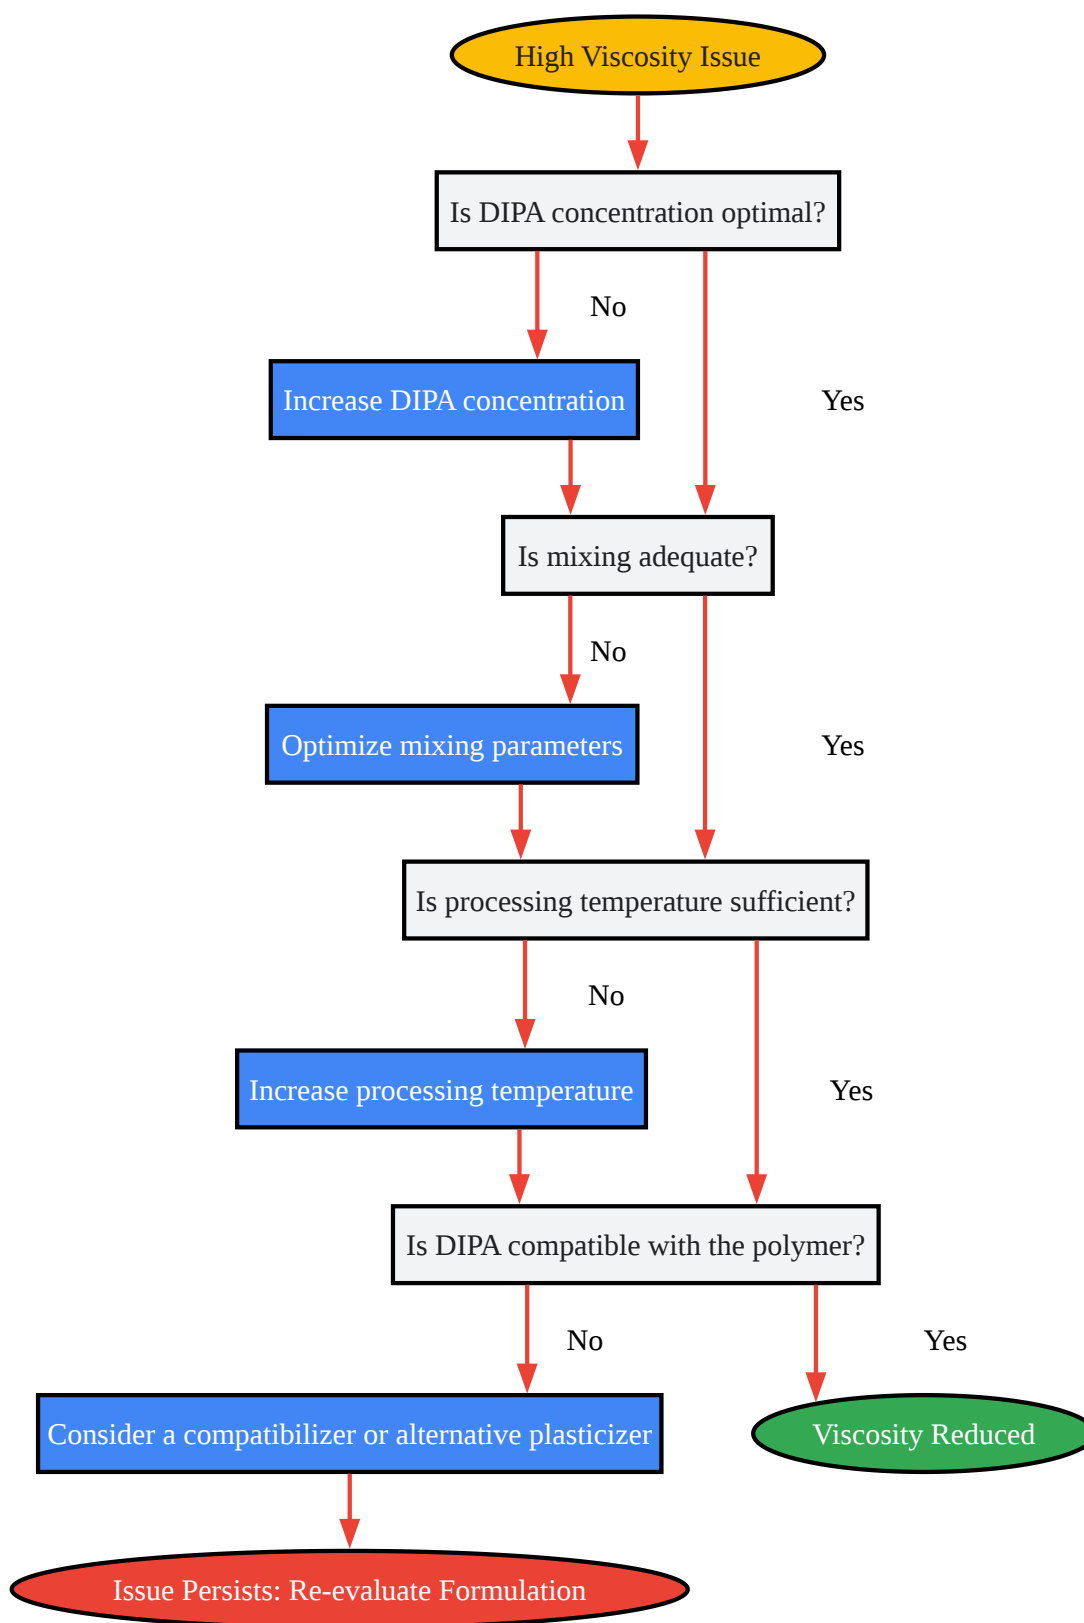 High Viscosity Issue
Is DIPA concentration optimal?
No
Increase DIPA concentration
Yes
Is mixing adequate?
No
Optimize mixing parameters
Yes
Is processing temperature sufficient?
No
Increase processing temperature
Yes
Is DIPA compatible with the polymer?
No
Yes
Consider a compatibilizer or alternative plasticizer
Viscosity Reduced
Issue Persists: Re-evaluate Formulation